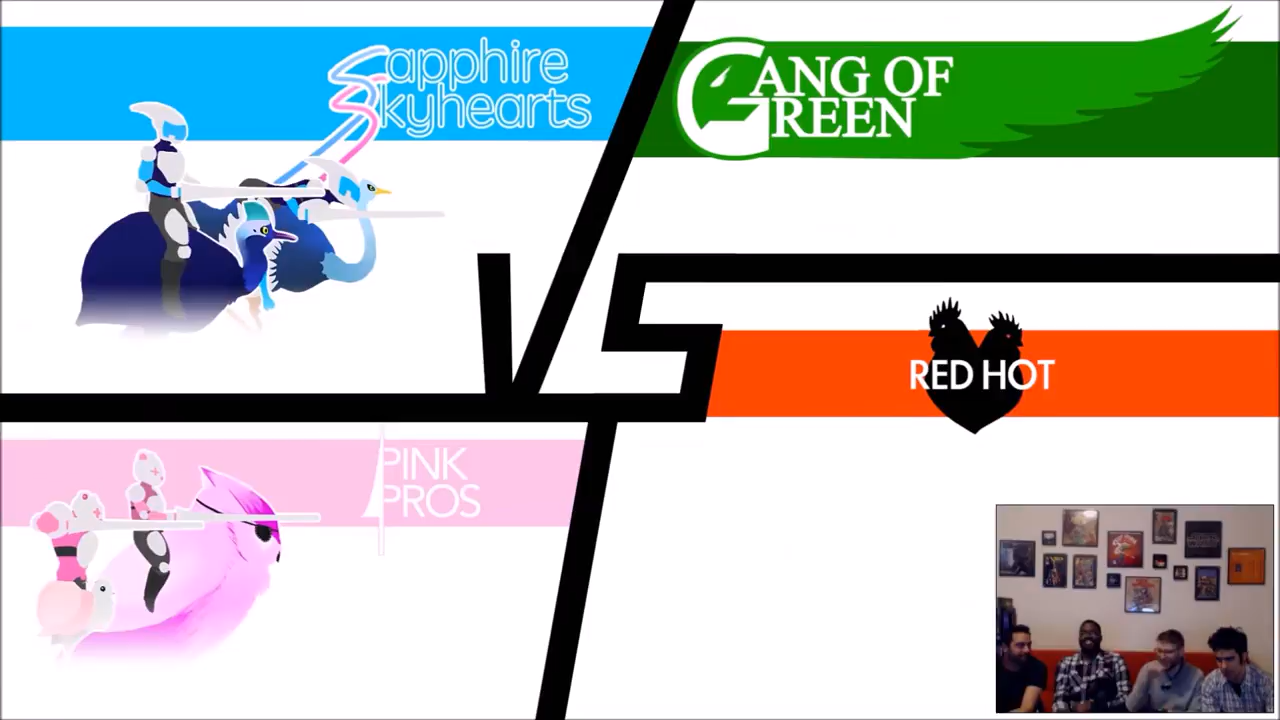 Sapphire
Skyhearts
GANG OF
GREEN
VS
RED HOT
PINK
PROS